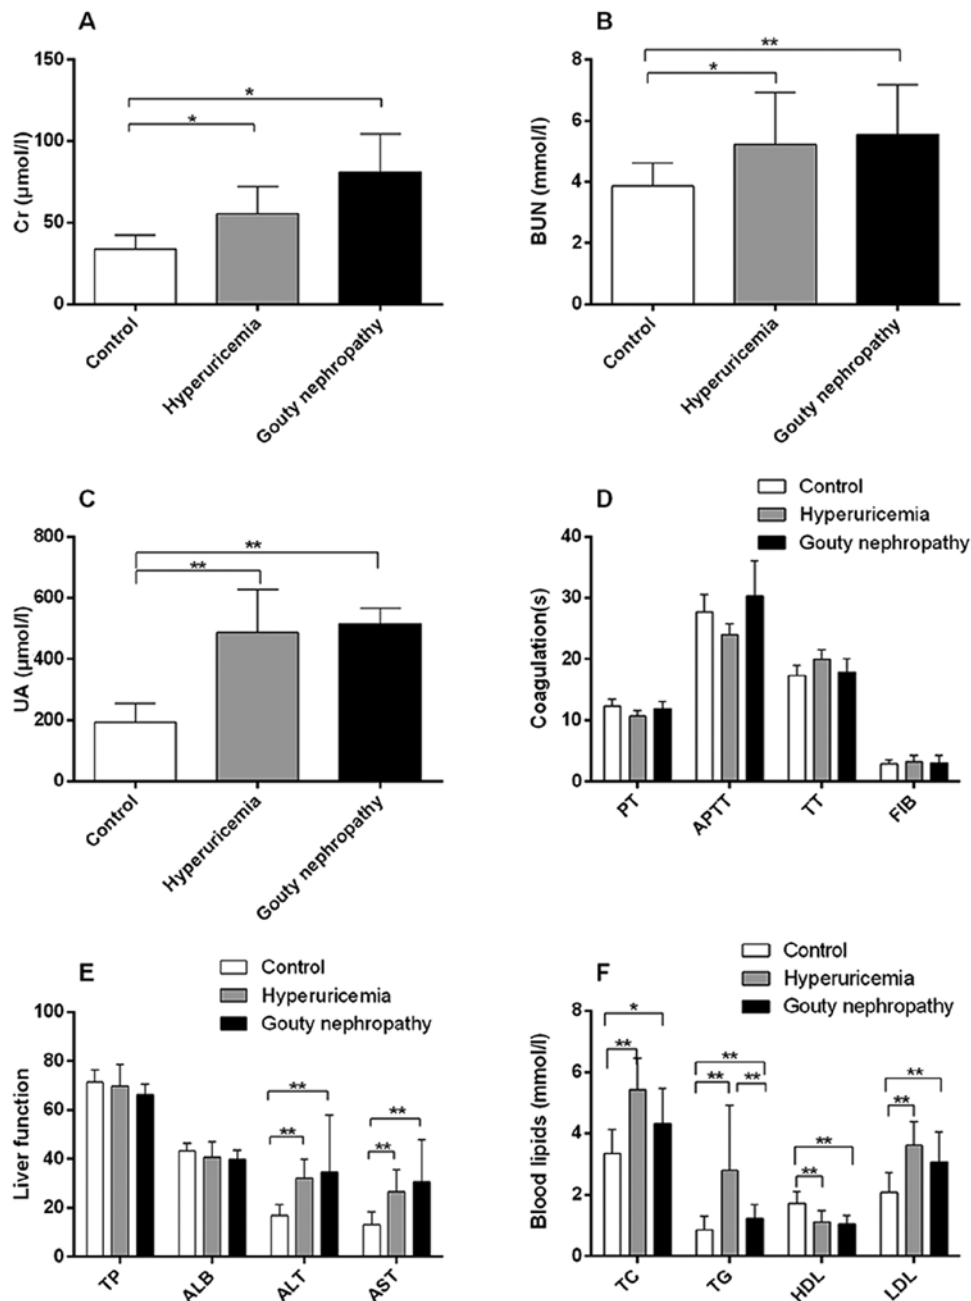 A
Cr (μmol/l)
150
100
50
0
*
*
Control
Hyperuricemia
Gouty nephropathy
B
BUN (mmol/l)
8
6
4
2
0
**
*
Control
Hyperuricemia
Gouty nephropathy
C
UA (μmol/l)
800
600
400
200
0
**
**
Control
Hyperuricemia
Gouty nephropathy
D
Control
Hyperuricemia
Gouty nephropathy
Coagulation(s)
40
30
20
10
0
PT
APTT
TT
FIB
E
Control
Hyperuricemia
Gouty nephropathy
Liver function
100
80
60
40
20
0
**
**
**
**
TP
ALB
ALT
AST
F
Control
Hyperuricemia
Gouty nephropathy
Blood lipids (mmol/l)
8
6
4
2
0
*
**
**
**
**
**
**
**
**
TC
TG
HDL
LDL